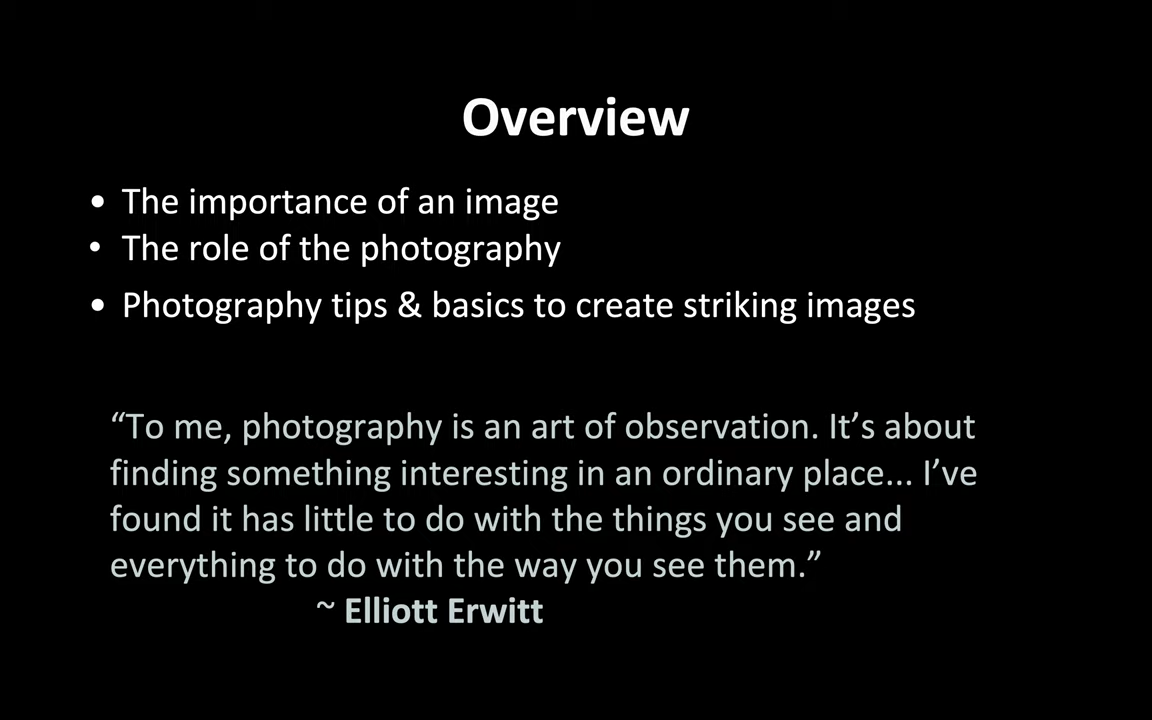 Overview
• The importance of an image
• The role of the photography
• Photography tips & basics to create striking images
“To me, photography is an art of observation. It’s about
finding something interesting in an ordinary place... I’ve
found it has little to do with the things you see and
everything to do with the way you see them.”
~ Elliott Erwitt